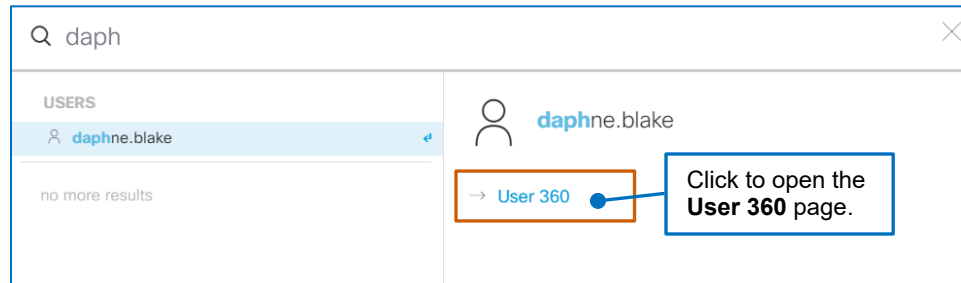 daph
USERS
daphne.blake
no more results
daphne.blake
→ User 360
Click to open the
User 360 page.